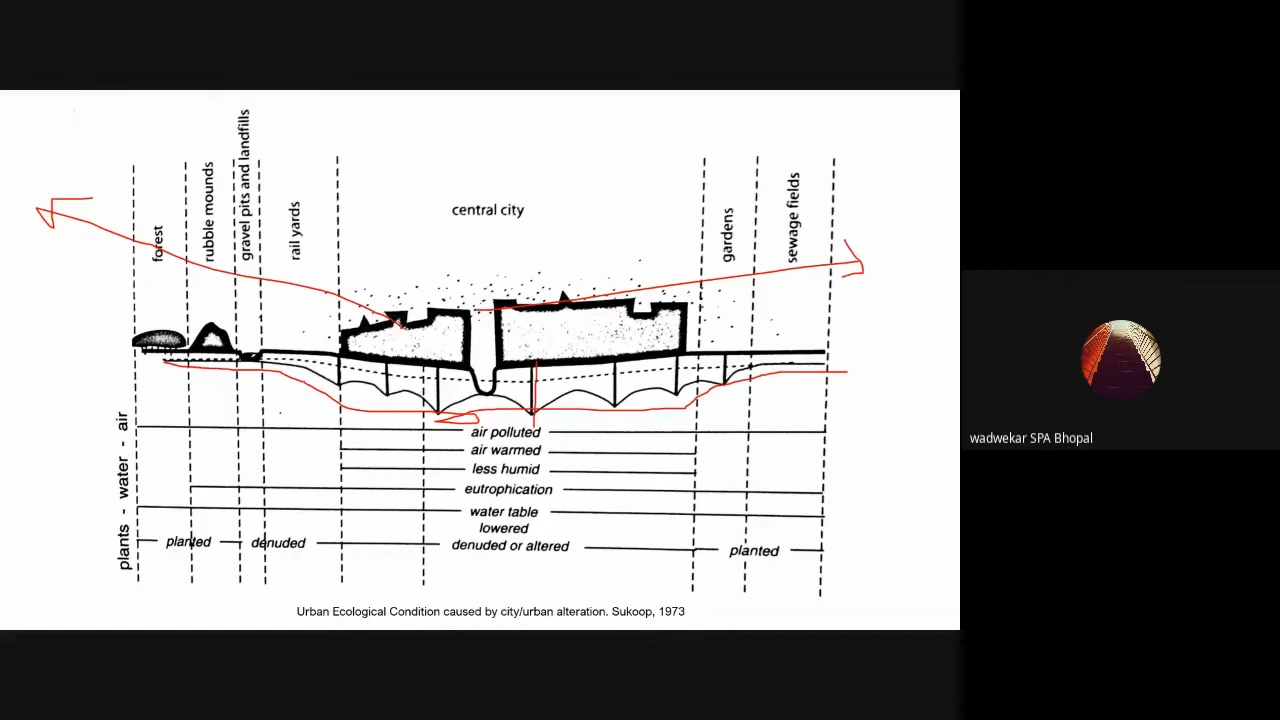 forest
rubble mounds
gravel pits and landfills
rail yards
central city
gardens
sewage fields
plants - water - air
air polluted
air warmed
less humid
eutrophication
water table
lowered
planted
denuded
denuded or altered
planted
Urban Ecological Condition caused by city/urban alteration. Sukoop, 1973
wadwekar SPA Bhopal